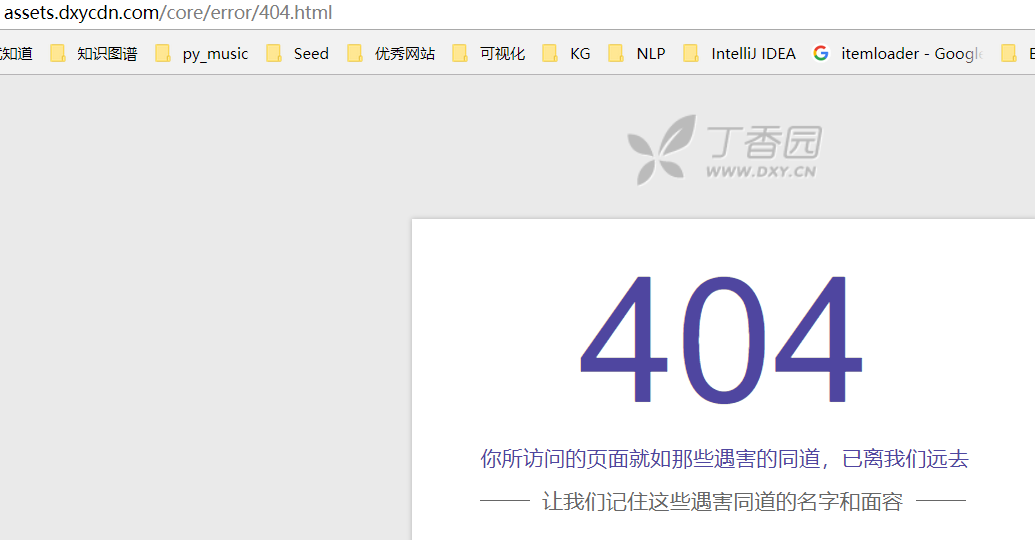 assets.dxycdn.com/core/error/404.html
知道 知识图谱 py_music Seed 优秀网站 可视化 KG NLP IntelliJ IDEA itemloader - Google
丁香园
WWW.DXY.CN
404
你所访问的页面就如那些遇害的同道，已离我们远去
让我们记住这些遇害同道的名字和面容